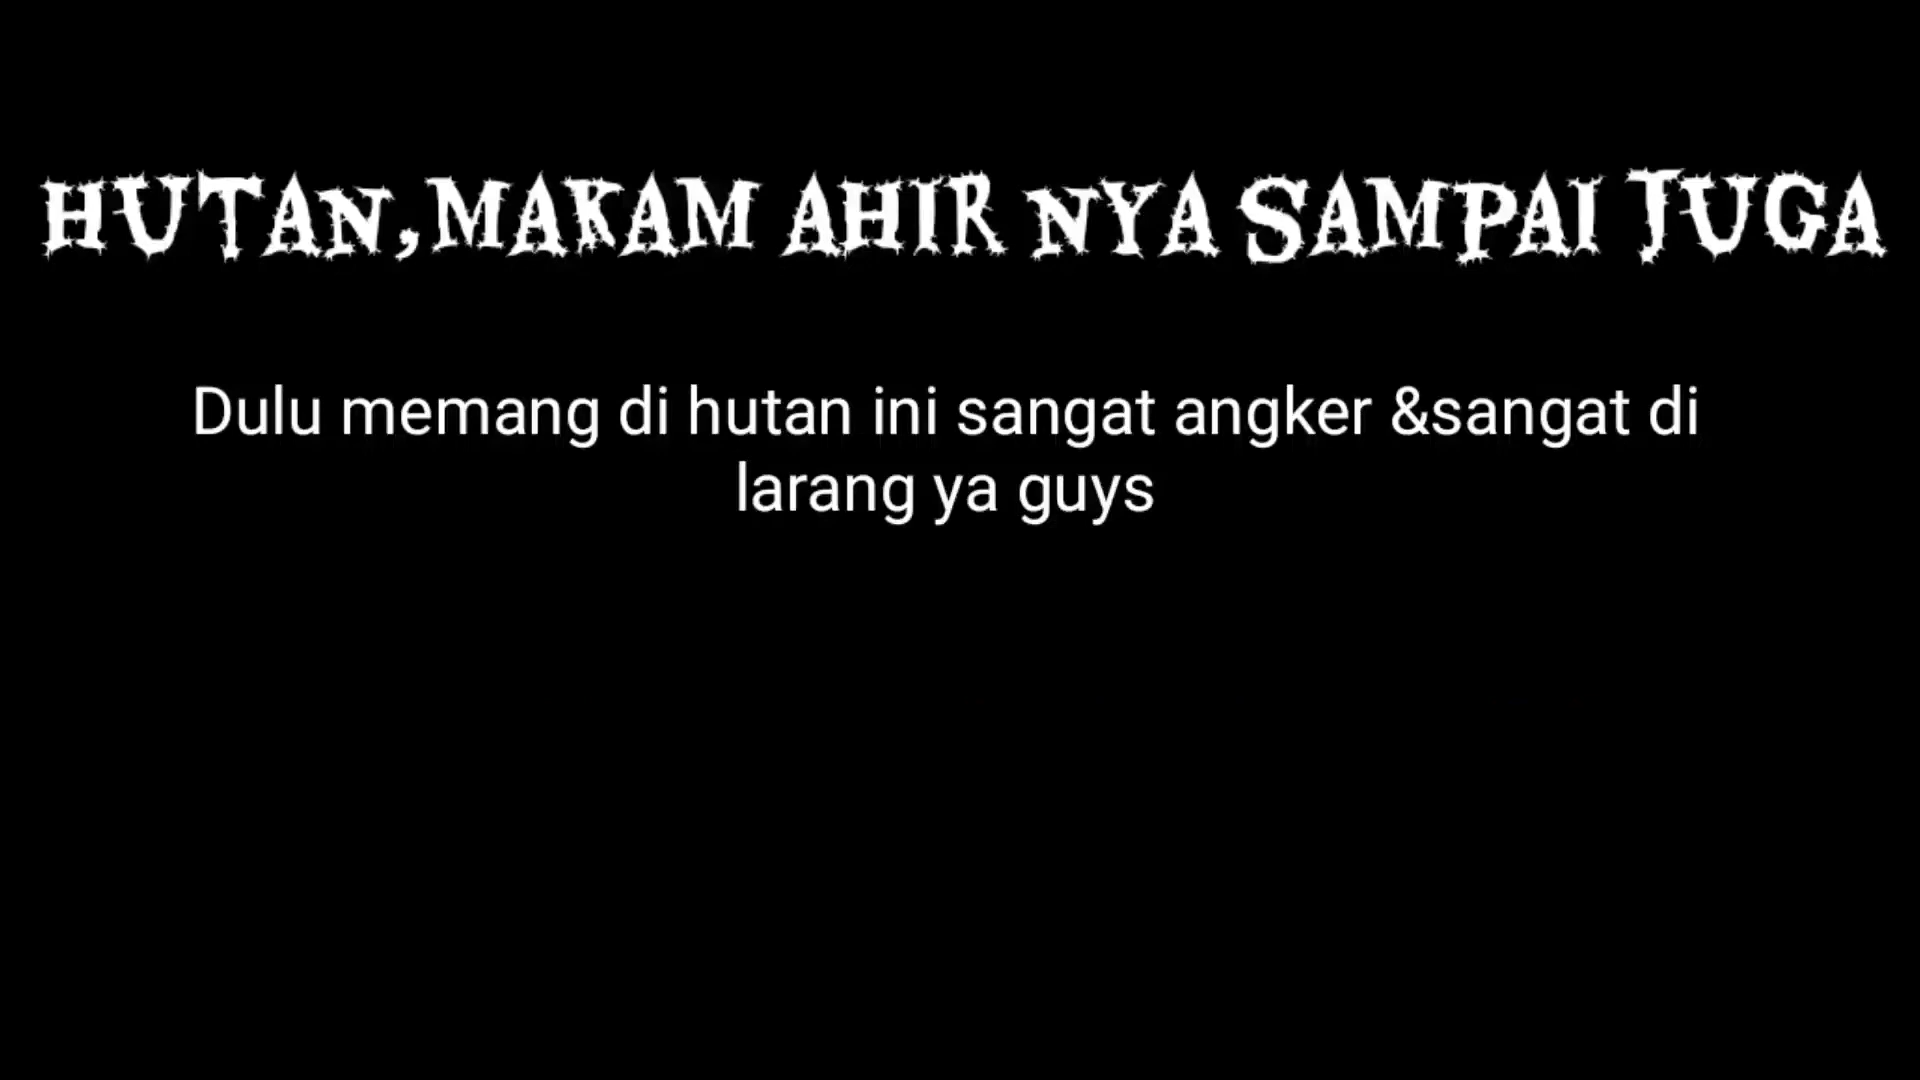 HUTAN,MAKAM AHIR NYA SAMPAI JUGA
Dulu memang di hutan ini sangat angker &sangat di
larang ya guys